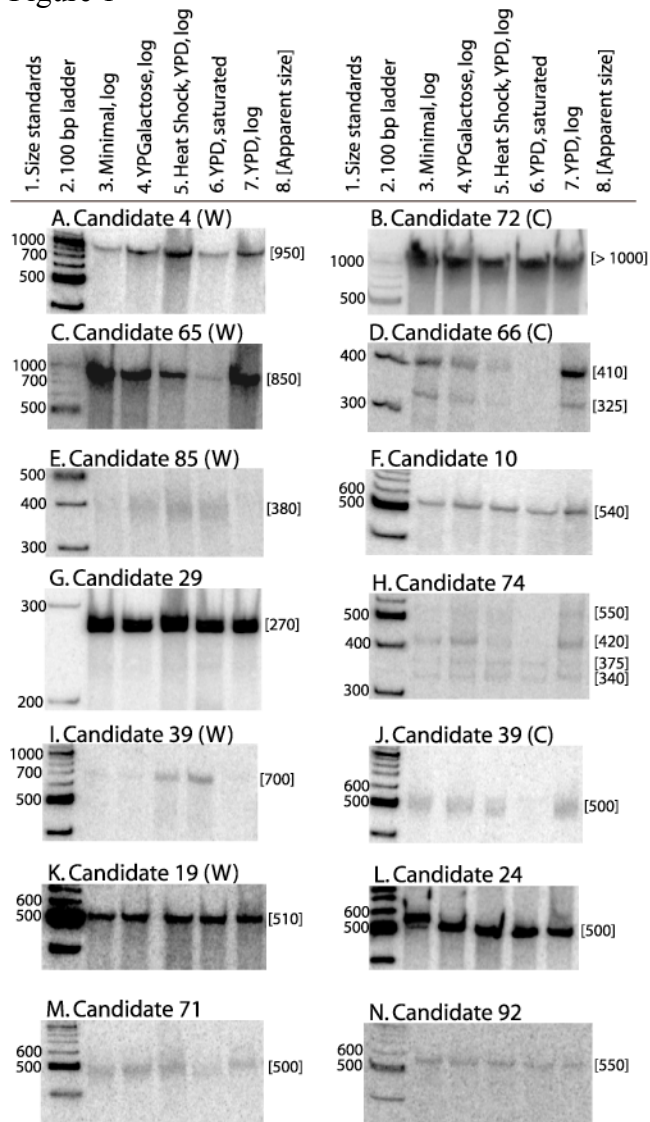 Figure 1
1. Size standards
2. 100 bp ladder
3. Minimal, log
4. YPGalactose, log
5. Heat Shock, YPD, log
6. YPD, saturated
7. YPD, log
8. [Apparent size]
1. Size standards
2. 100 bp ladder
3. Minimal, log
4. YPGalactose, log
5. Heat Shock, YPD, log
6. YPD, saturated
7. YPD, log
8. [Apparent size]
A. Candidate 4 (W)
1000
700
500
[950]
B. Candidate 72 (C)
1000
500
[> 1000]
C. Candidate 65 (W)
1000
700
500
[850]
D. Candidate 66 (C)
400
300
[410]
[325]
E. Candidate 85 (W)
500
400
300
[380]
F. Candidate 10
600
500
[540]
G. Candidate 29
300
200
[270]
H. Candidate 74
500
400
300
[550]
[420]
[375]
[340]
I. Candidate 39 (W)
1000
700
500
[700]
J. Candidate 39 (C)
600
500
[500]
K. Candidate 19 (W)
600
500
[510]
L. Candidate 24
600
500
[500]
M. Candidate 71
600
500
[500]
N. Candidate 92
600
500
[550]